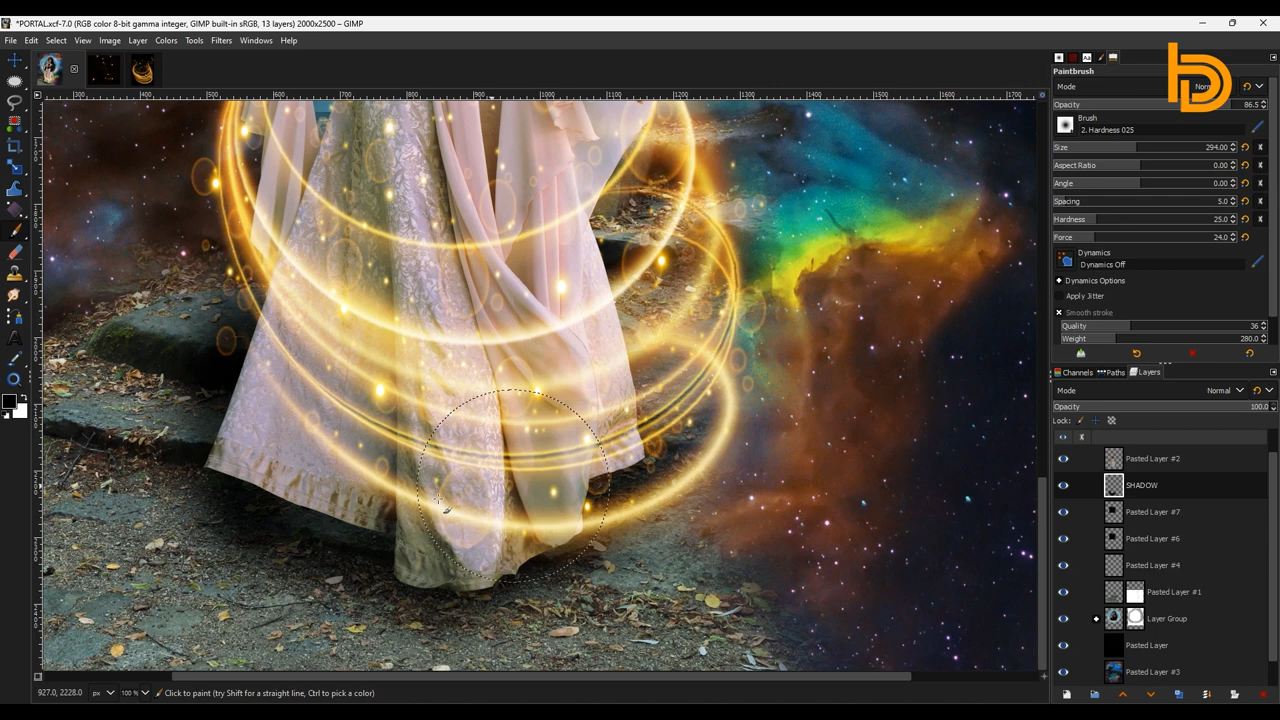 *PORTAL.xcf-7.0 (RGB color 8-bit gamma integer, GIMP built-in sRGB, 13 layers) 2000x2500 – GIMP
File Edit Select View Image Layer Colors Tools Filters Windows Help
Paintbrush
Mode
Opacity 86.5
Brush
2. Hardness 025
Size 294.00
Aspect Ratio 0.00
Angle 0.00
Spacing 5.0
Hardness 25.0
Force 24.0
Dynamics
Dynamics Off
Dynamics Options
Apply Jitter
Smooth stroke
Quality 36
Weight 280.0
Channels Paths Layers
Mode Normal
Opacity 100.0
Lock:
Pasted Layer #2
SHADOW
Pasted Layer #7
Pasted Layer #6
Pasted Layer #4
Pasted Layer #1
Layer Group
Pasted Layer
Pasted Layer #3
927.0, 2228.0 px 100 % Click to paint (try Shift for a straight line, Ctrl to pick a color)